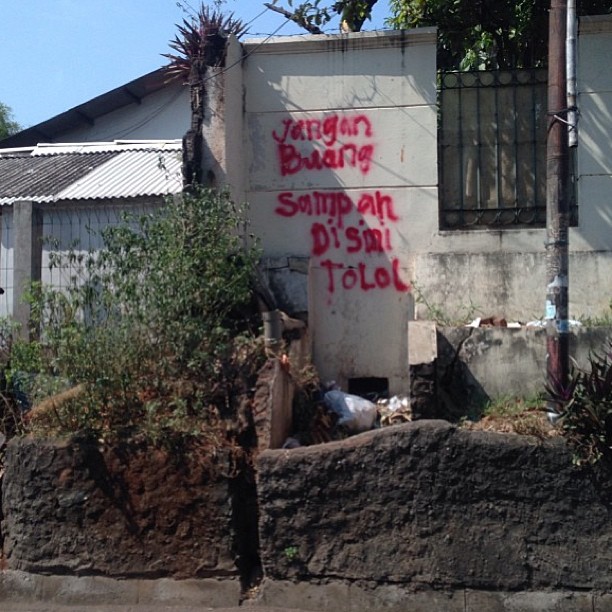 Jangan
Buang
Sampah
Disini
ToLoL